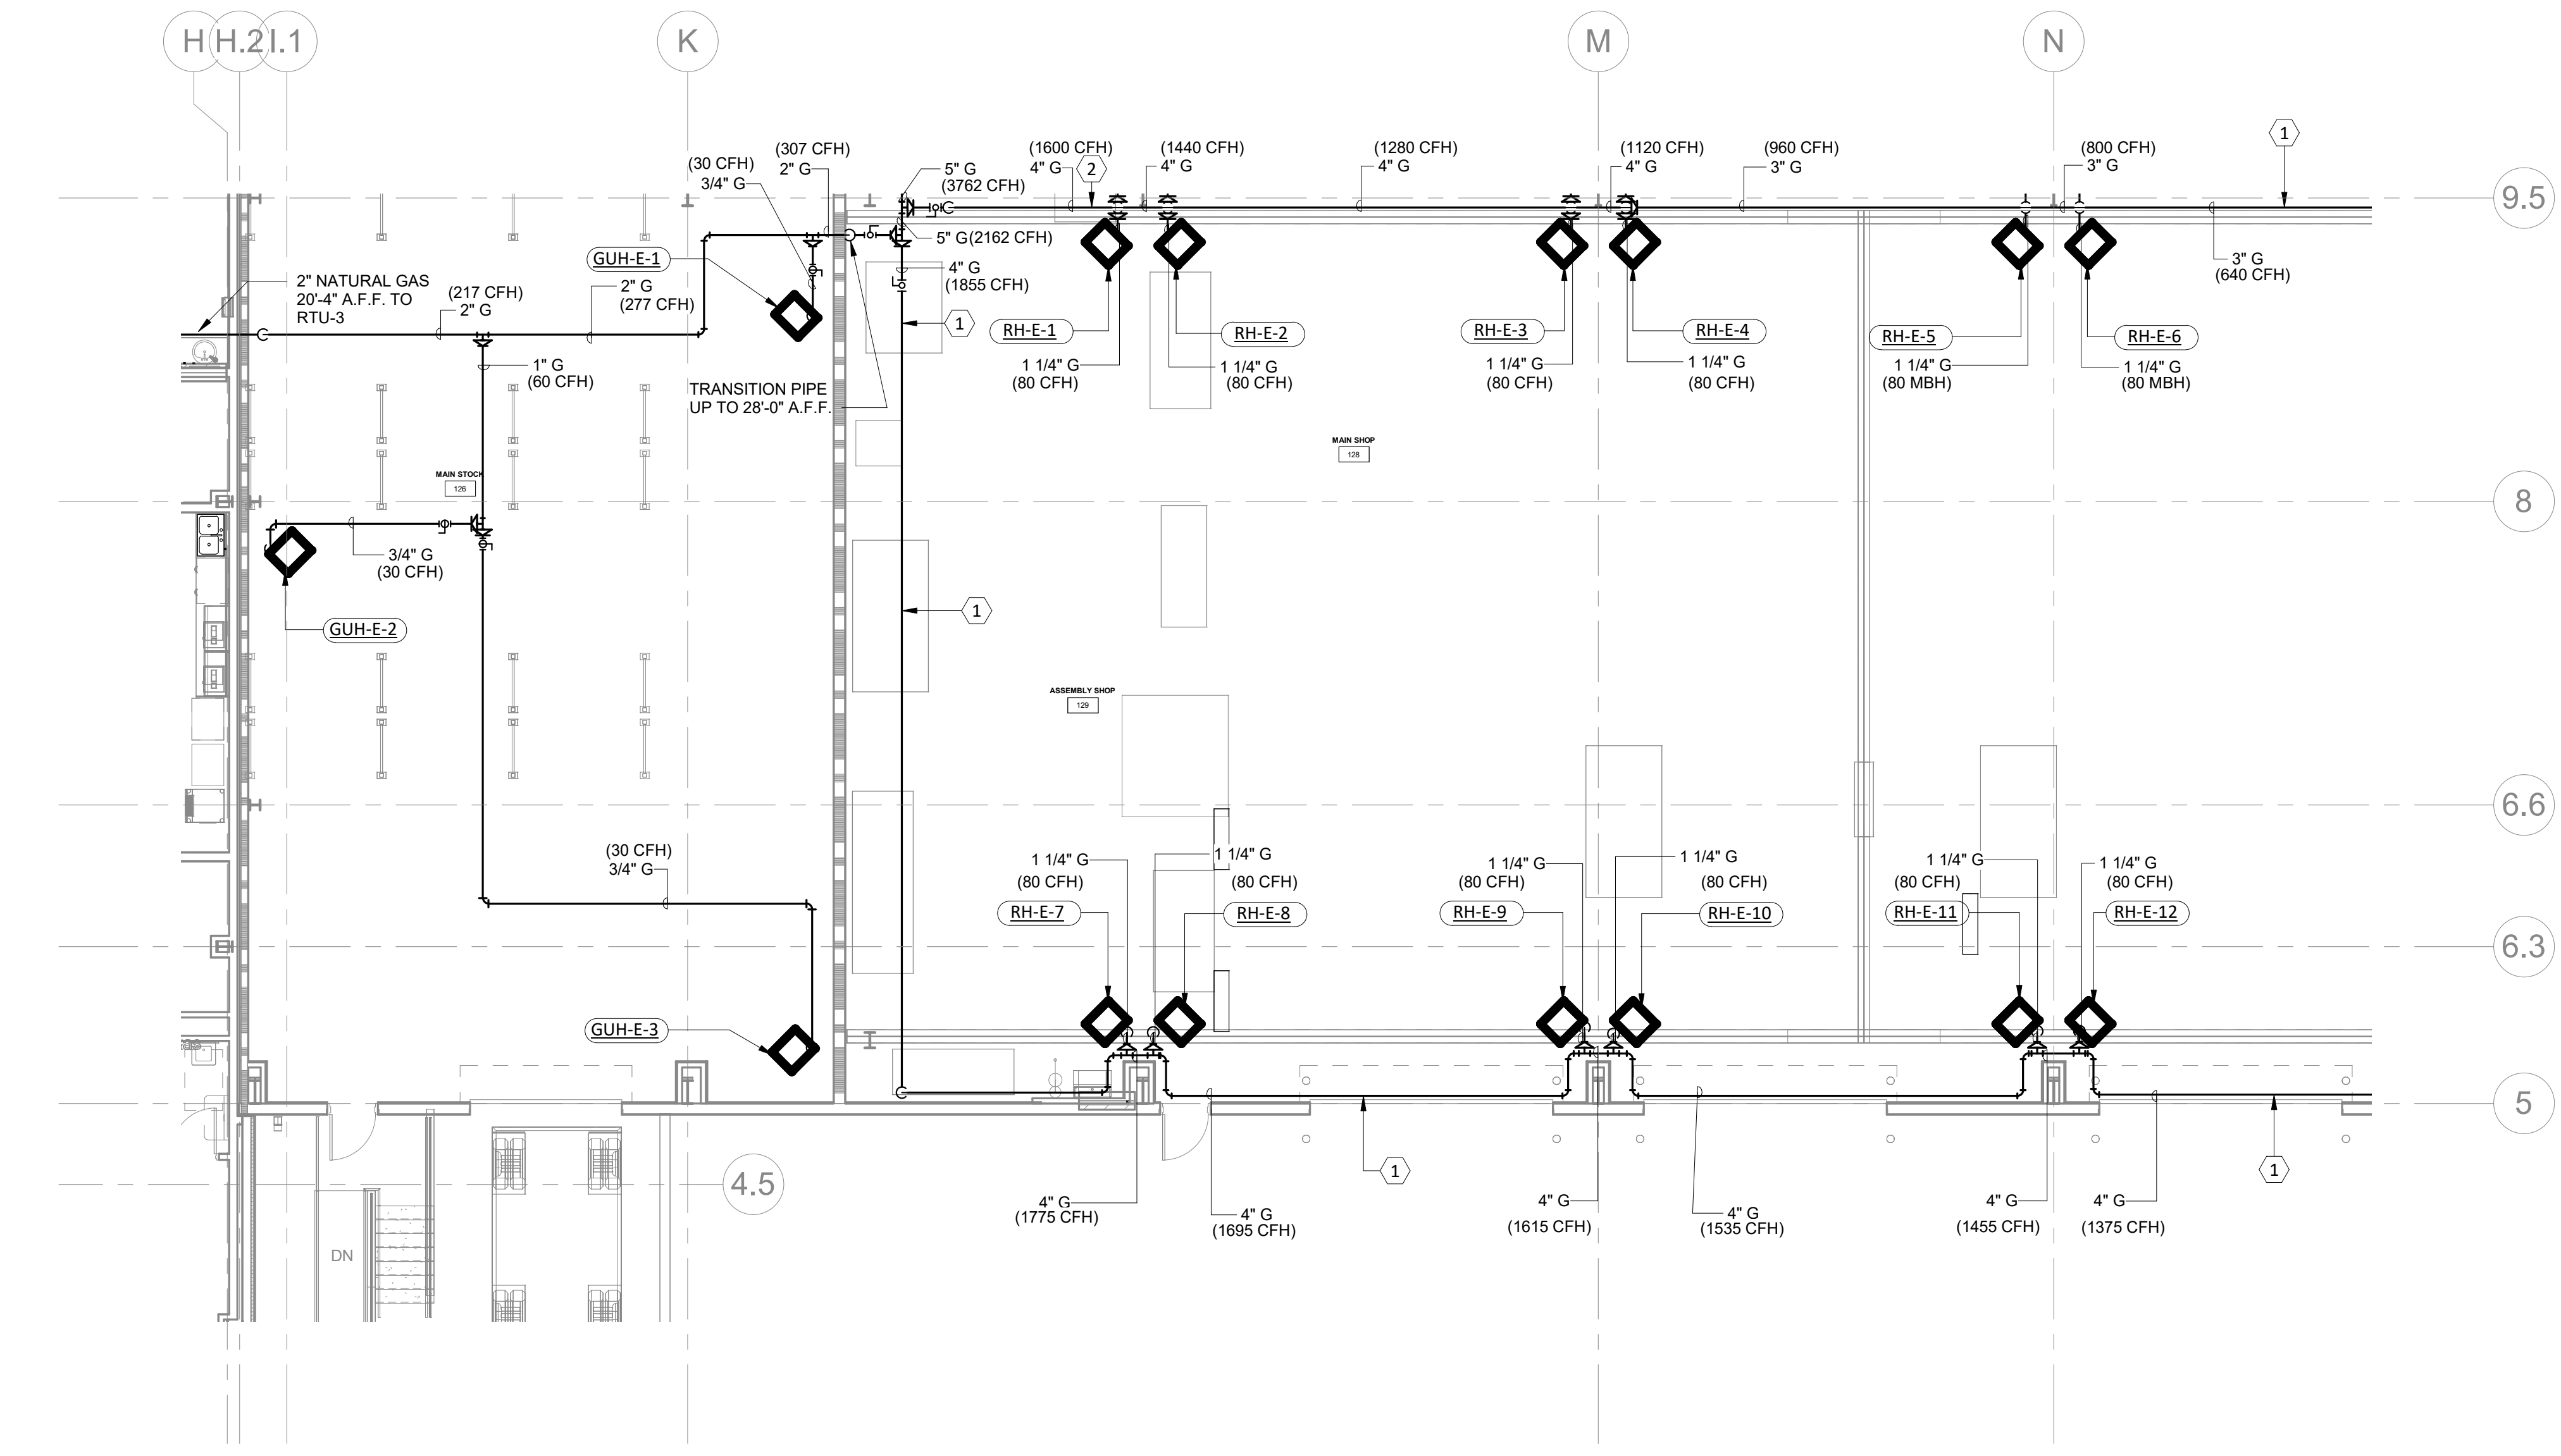 H
H.2
I.1
K
M
N
(30 CFH)
3/4" G
(307 CFH)
2" G
5" G
(3762 CFH)
(1600 CFH)
4" G
2
(1440 CFH)
4" G
(1280 CFH)
4" G
(1120 CFH)
4" G
(960 CFH)
3" G
(800 CFH)
3" G
1
9.5
5" G(2162 CFH)
4" G
(1855 CFH)
1
GUH-E-1
2" NATURAL GAS
20'-4" A.F.F. TO
RTU-3
(217 CFH)
2" G
2" G
(277 CFH)
3" G
(640 CFH)
RH-E-1
RH-E-2
RH-E-3
RH-E-4
RH-E-5
RH-E-6
1" G
(60 CFH)
TRANSITION PIPE
UP TO 28'-0" A.F.F.
1 1/4" G
(80 CFH)
1 1/4" G
(80 CFH)
1 1/4" G
(80 CFH)
1 1/4" G
(80 CFH)
1 1/4" G
(80 MBH)
1 1/4" G
(80 MBH)
MAIN SHOP
128
MAIN STOCK
126
8
3/4" G
(30 CFH)
GUH-E-2
1
ASSEMBLY SHOP
129
6.6
(30 CFH)
3/4" G
1 1/4" G
(80 CFH)
1 1/4" G
(80 CFH)
1 1/4" G
(80 CFH)
1 1/4" G
(80 CFH)
1 1/4" G
(80 CFH)
1 1/4" G
(80 CFH)
RH-E-7
RH-E-8
RH-E-9
RH-E-10
RH-E-11
RH-E-12
6.3
GUH-E-3
5
4.5
1
1
4" G
(1775 CFH)
4" G
(1695 CFH)
4" G
(1615 CFH)
4" G
(1535 CFH)
4" G
(1455 CFH)
4" G
(1375 CFH)
DN